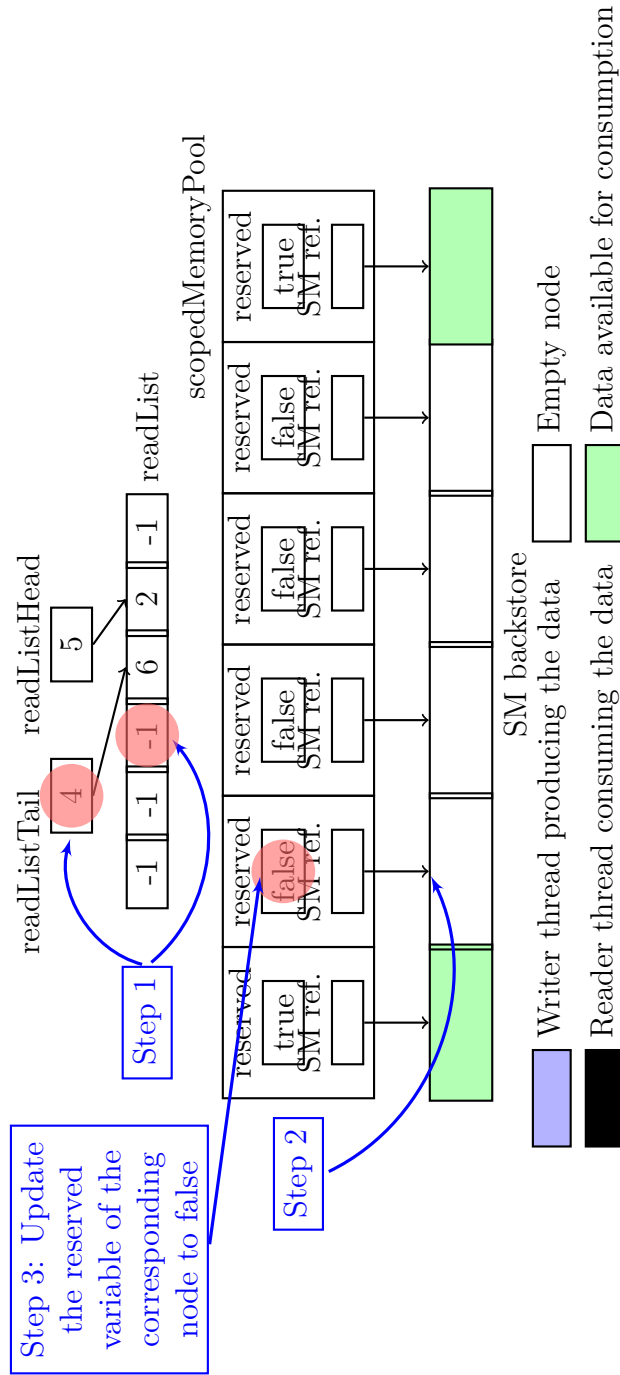 readListTail
readListHead
4
5
-1
-1
-1
6
2
-1
readList
Step 1
Step 3: Update
the reserved
variable of the
corresponding
node to false
scopedMemoryPool
reserved
true
SM ref.
reserved
false
SM ref.
reserved
false
SM ref.
reserved
false
SM ref.
reserved
false
SM ref.
reserved
true
SM ref.
Step 2
SM backstore
Writer thread producing the data
Empty node
Reader thread consuming the data
Data available for consumption